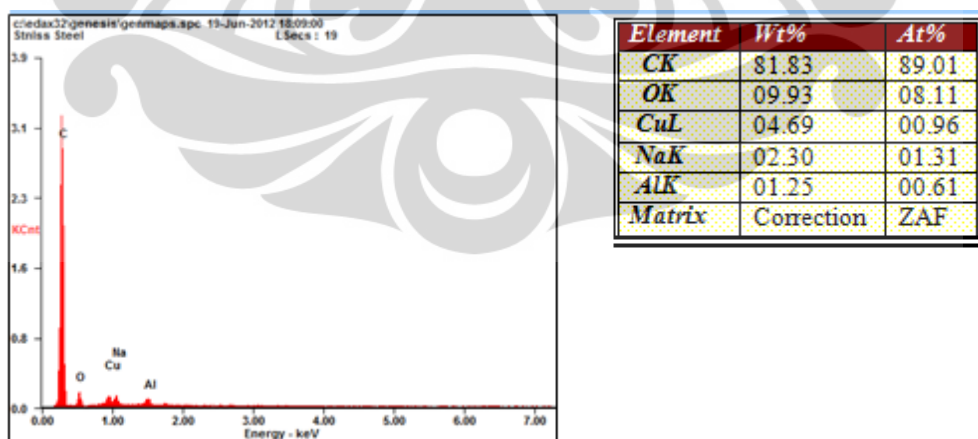 c:\edax32\genesis\genmaps.spc 19-Jun-2012 18:09:00
Stnlss Steel LSecs : 19
3.9
3.1
2.3
KCnt
1.6
0.8
0.0
C
O
Na
Cu
Al
0.00 1.00 2.00 3.00 4.00 5.00 6.00 7.00
Energy - keV
Element Wt% At%
CK 81.83 89.01
OK 09.93 08.11
CuL 04.69 00.96
NaK 02.30 01.31
AlK 01.25 00.61
Matrix Correction ZAF